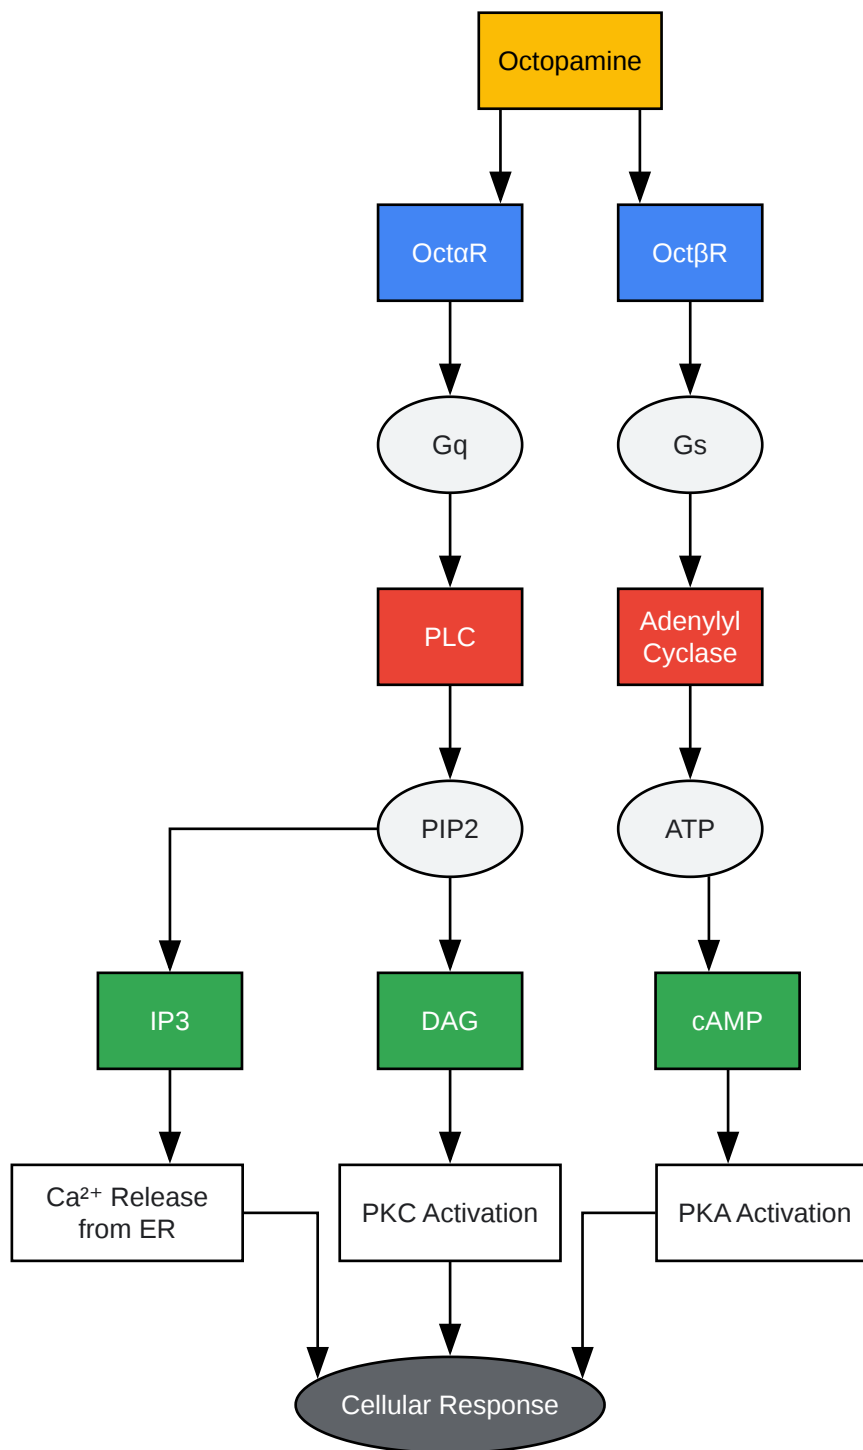 Octopamine
OctαR
OctβR
Gq
Gs
PLC
Adenylyl
Cyclase
PIP2
ATP
IP3
DAG
cAMP
Ca²⁺ Release
from ER
PKC Activation
PKA Activation
Cellular Response